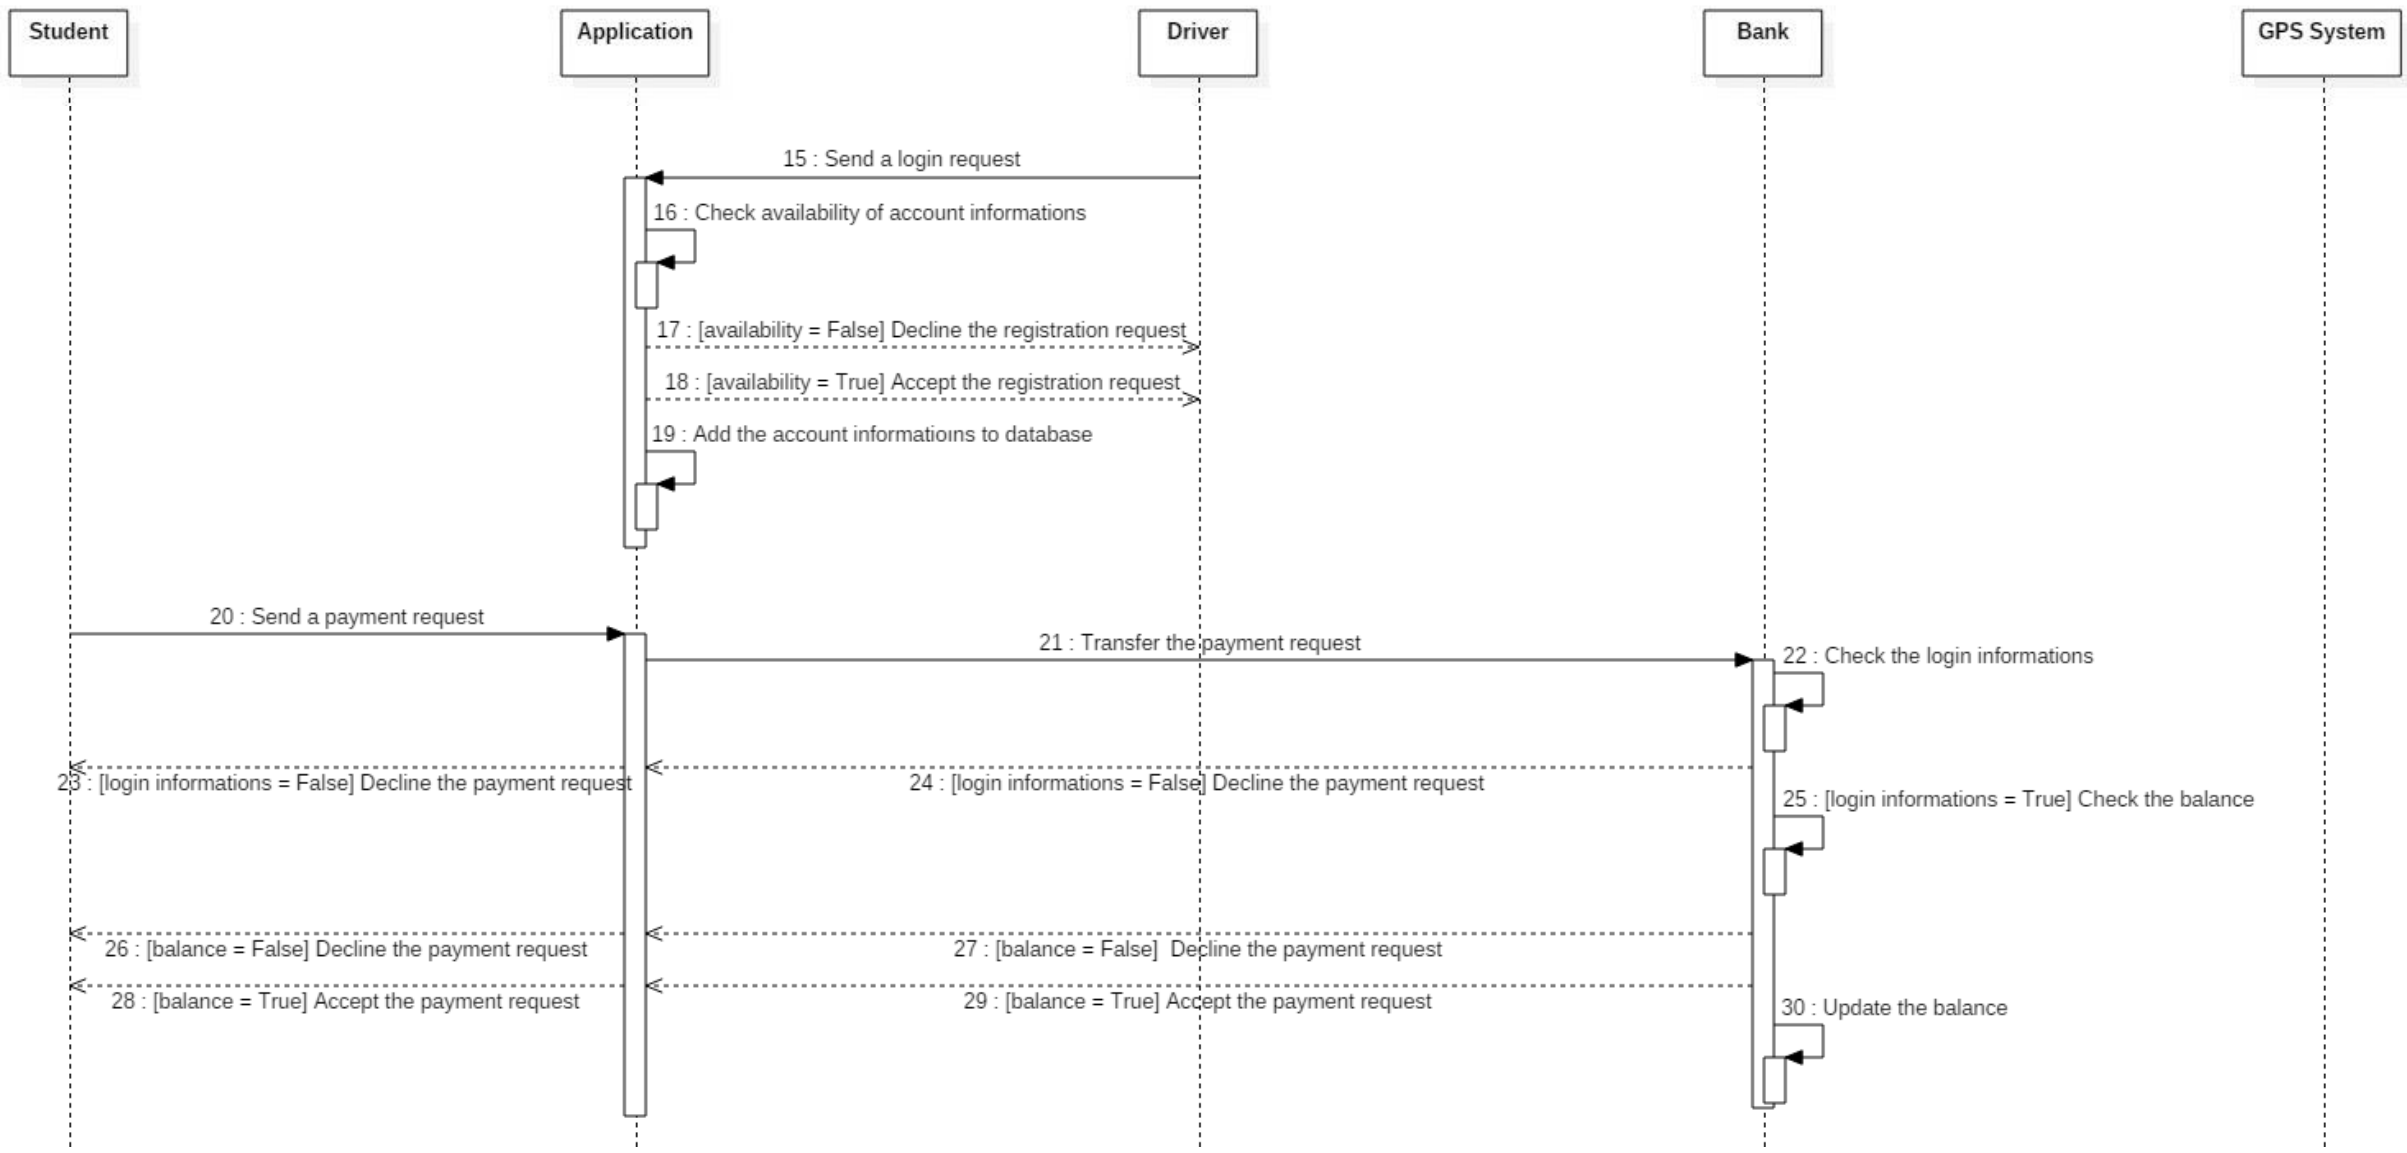 Student
Application
Driver
Bank
GPS System
15 : Send a login request
16 : Check availability of account informations
17 : [availability = False] Decline the registration request
18 : [availability = True] Accept the registration request
19 : Add the account informatioıns to database
20 : Send a payment request
21 : Transfer the payment request
22 : Check the login informations
23 : [login informations = False] Decline the payment request
24 : [login informations = False] Decline the payment request
25 : [login informations = True] Check the balance
26 : [balance = False] Decline the payment request
27 : [balance = False]  Decline the payment request
28 : [balance = True] Accept the payment request
29 : [balance = True] Accept the payment request
30 : Update the balance